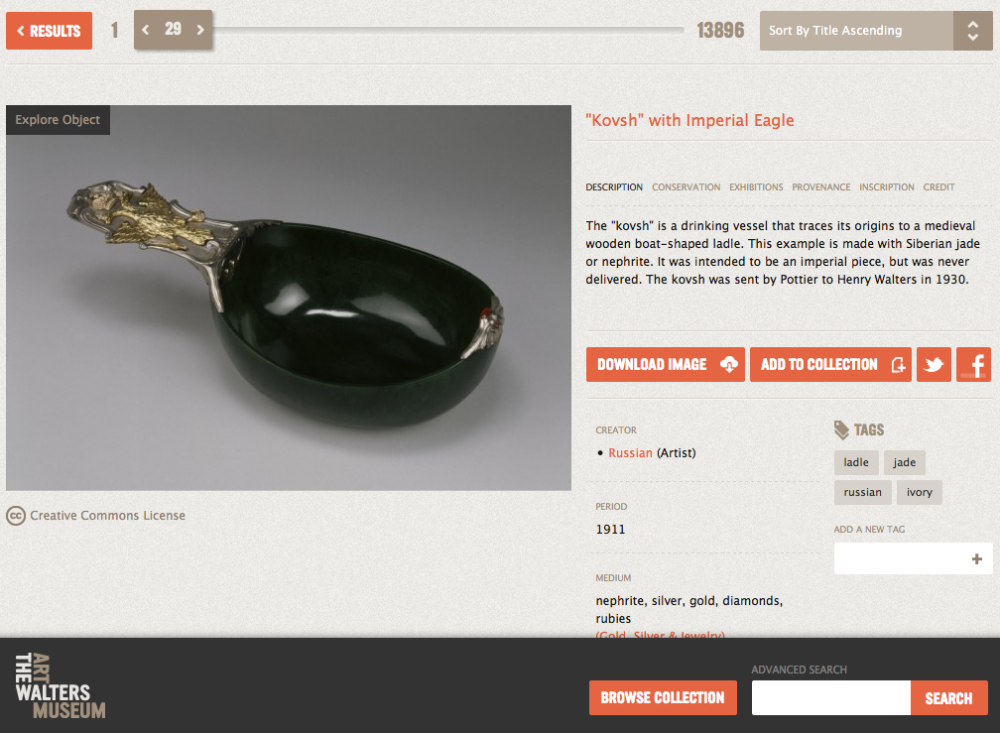 RESULTS
1
29
13896
Sort By Title Ascending
Explore Object
"Kovsh" with Imperial Eagle
DESCRIPTION CONSERVATION EXHIBITIONS PROVENANCE INSCRIPTION CREDIT
The "kovsh" is a drinking vessel that traces its origins to a medieval
wooden boat-shaped ladle. This example is made with Siberian jade
or nephrite. It was intended to be an imperial piece, but was never
delivered. The kovsh was sent by Pottier to Henry Walters in 1930.
DOWNLOAD IMAGE
ADD TO COLLECTION
cc Creative Commons License
CREATOR
• Russian (Artist)
PERIOD
1911
MEDIUM
nephrite, silver, gold, diamonds,
rubies
(Gold, Silver & Jewelry)
TAGS
ladle jade
russian ivory
ADD A NEW TAG
THE
ART
WALTERS
MUSEUM
BROWSE COLLECTION
ADVANCED SEARCH
SEARCH